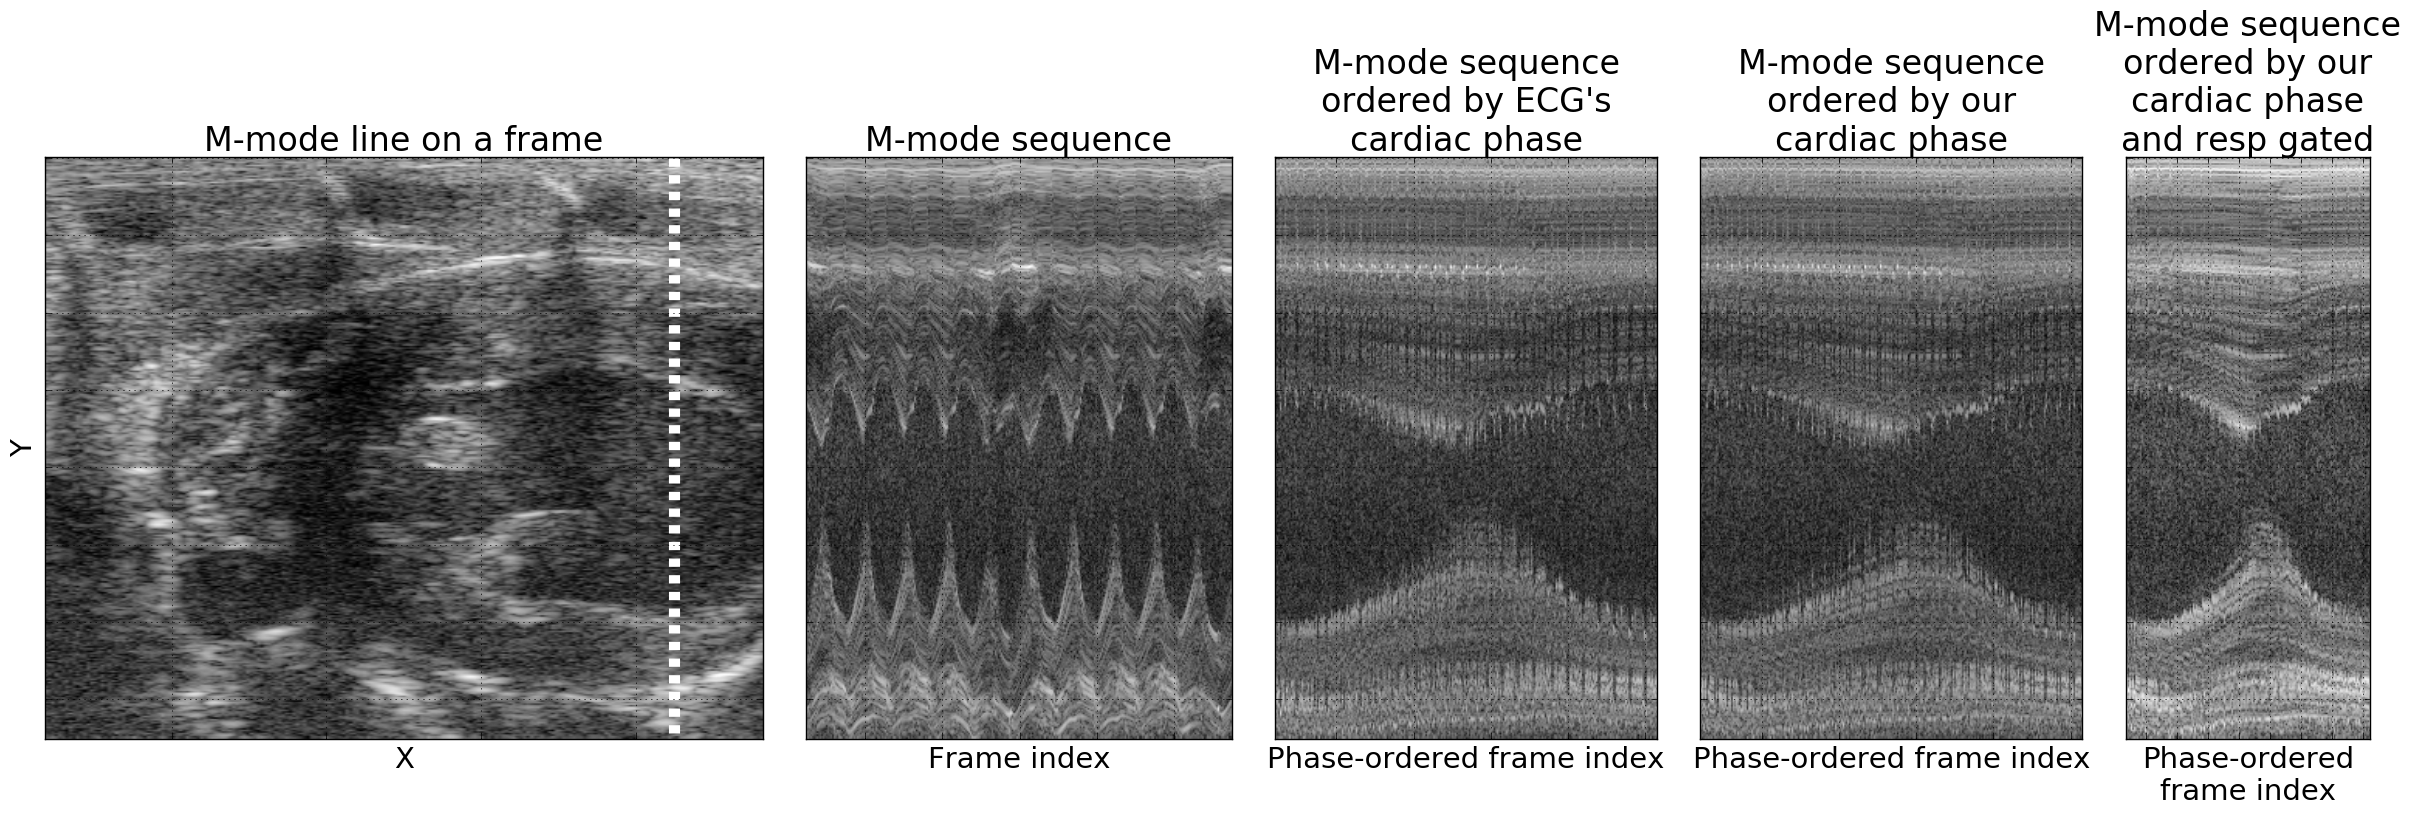 M-mode line on a frame
Y
X
M-mode sequence
Frame index
M-mode sequence
ordered by ECG's
cardiac phase
Phase-ordered frame index
M-mode sequence
ordered by our
cardiac phase
Phase-ordered frame index
M-mode sequence
ordered by our
cardiac phase
and resp gated
Phase-ordered
frame index